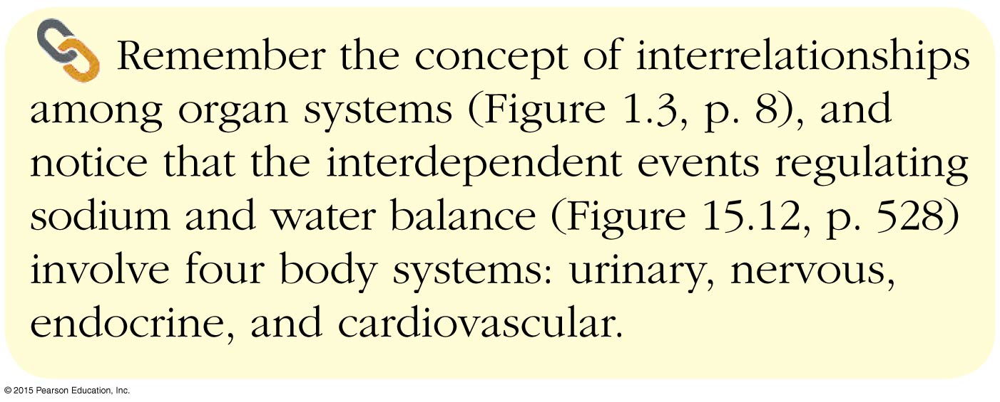 Remember the concept of interrelationships
among organ systems (Figure 1.3, p. 8), and
notice that the interdependent events regulating
sodium and water balance (Figure 15.12, p. 528)
involve four body systems: urinary, nervous,
endocrine, and cardiovascular.
© 2015 Pearson Education, Inc.